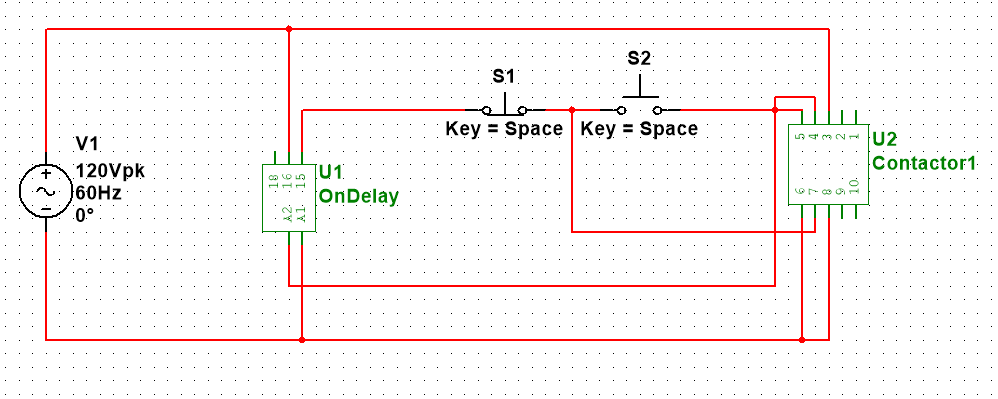 S1
S2
Key = Space
Key = Space
V1
120Vpk
60Hz
0°
18
16
15
A2
A1
U1
OnDelay
5
4
3
2
1
6
7
8
9
10
U2
Contactor1